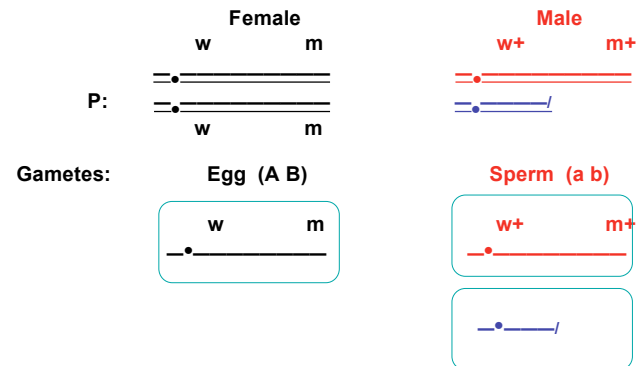 Female Male
w m w+ m+
P:
w m
Gametes: Egg (A B) Sperm (a b)
w m w+ m+